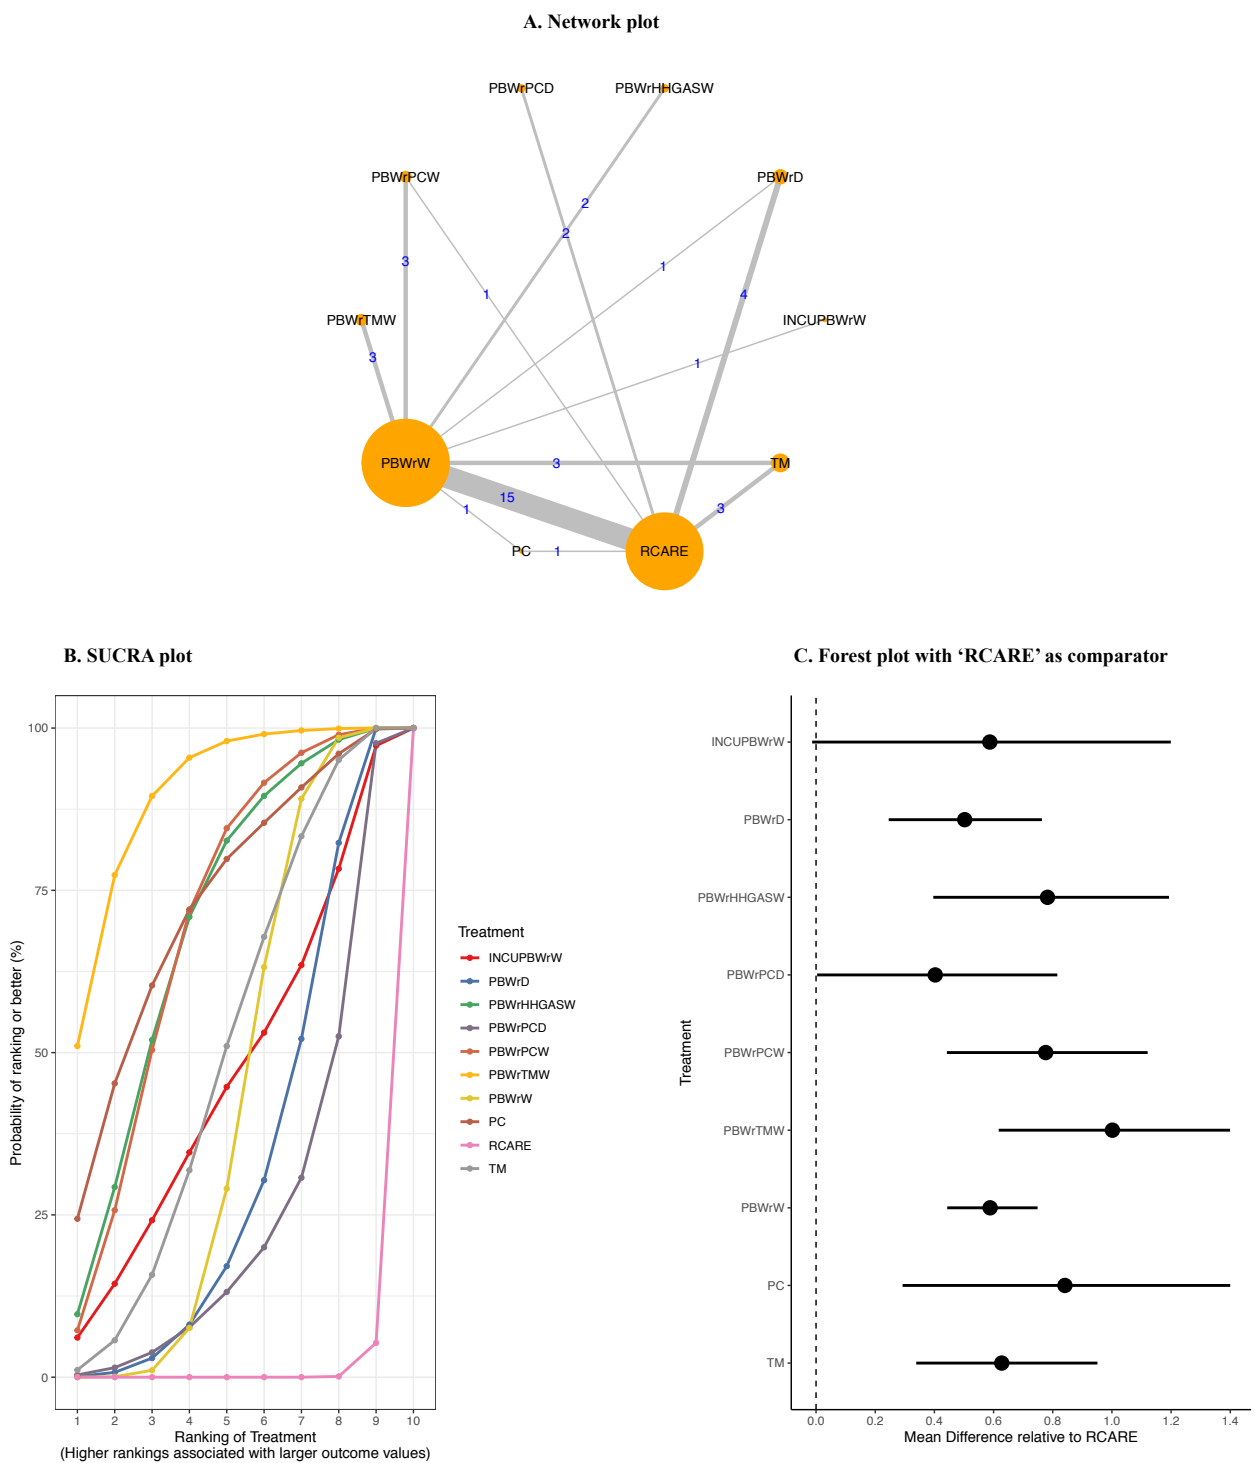 A. Network plot
PBWrPCD
PBWrHHGASW
PBWrPCW
PBWrD
2
2
3
1
1
4
PBWrTMW
INCUPBWrW
3
1
PBWrW
3
TM
15
1
3
PC
1
RCARE
B. SUCRA plot
100
75
50
25
0
Probability of ranking or better (%)
1 2 3 4 5 6 7 8 9 10
Ranking of Treatment
(Higher rankings associated with larger outcome values)
Treatment
INCUPBWrW
PBWrD
PBWrHHGASW
PBWrPCD
PBWrPCW
PBWrTMW
PBWrW
PC
RCARE
TM
C. Forest plot with ‘RCARE’ as comparator
Treatment
INCUPBWrW
PBWrD
PBWrHHGASW
PBWrPCD
PBWrPCW
PBWrTMW
PBWrW
PC
TM
0.0 0.2 0.4 0.6 0.8 1.0 1.2 1.4
Mean Difference relative to RCARE